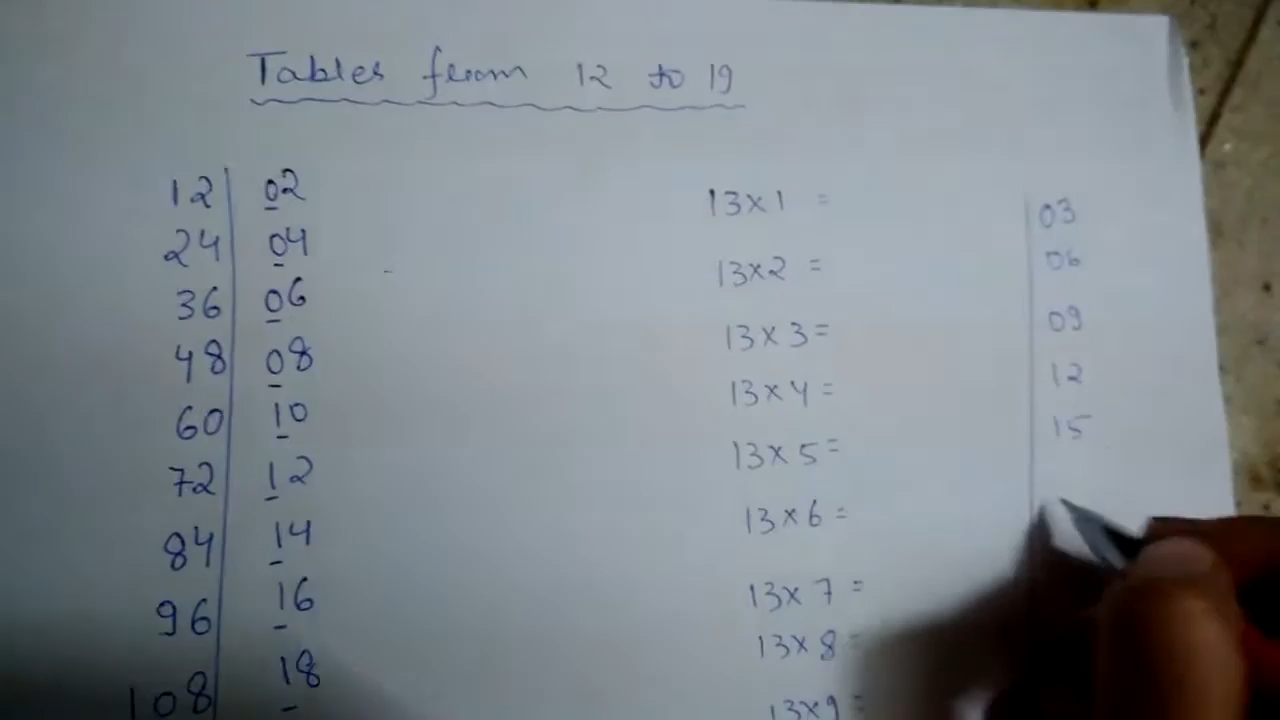 Tables from 12 to 19
12 02
24 04
36 06
48 08
60 10
72 12
84 14
96 16
108 18
13x1 = 03
13x2 = 06
13x3= 09
13x4= 12
13x5= 15
13x6=
13x7=
13x8=
13x9=